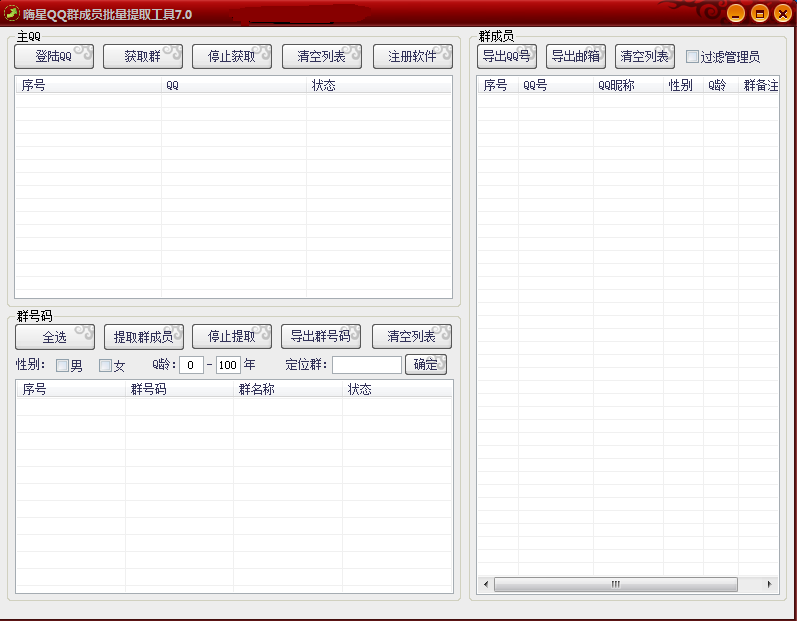 嗨星QQ群成员批量提取工具7.0
主QQ
登陆QQ 获取群 停止获取 清空列表 注册软件
序号 QQ 状态
群号码
全选 提取群成员 停止提取 导出群号码 清空列表
性别: 男 女 Q龄: 0 - 100 年 定位群: 确定
序号 群号码 群名称 状态
群成员
导出QQ号 导出邮箱 清空列表 过滤管理员
序号 QQ号 QQ昵称 性别 Q龄 群备注